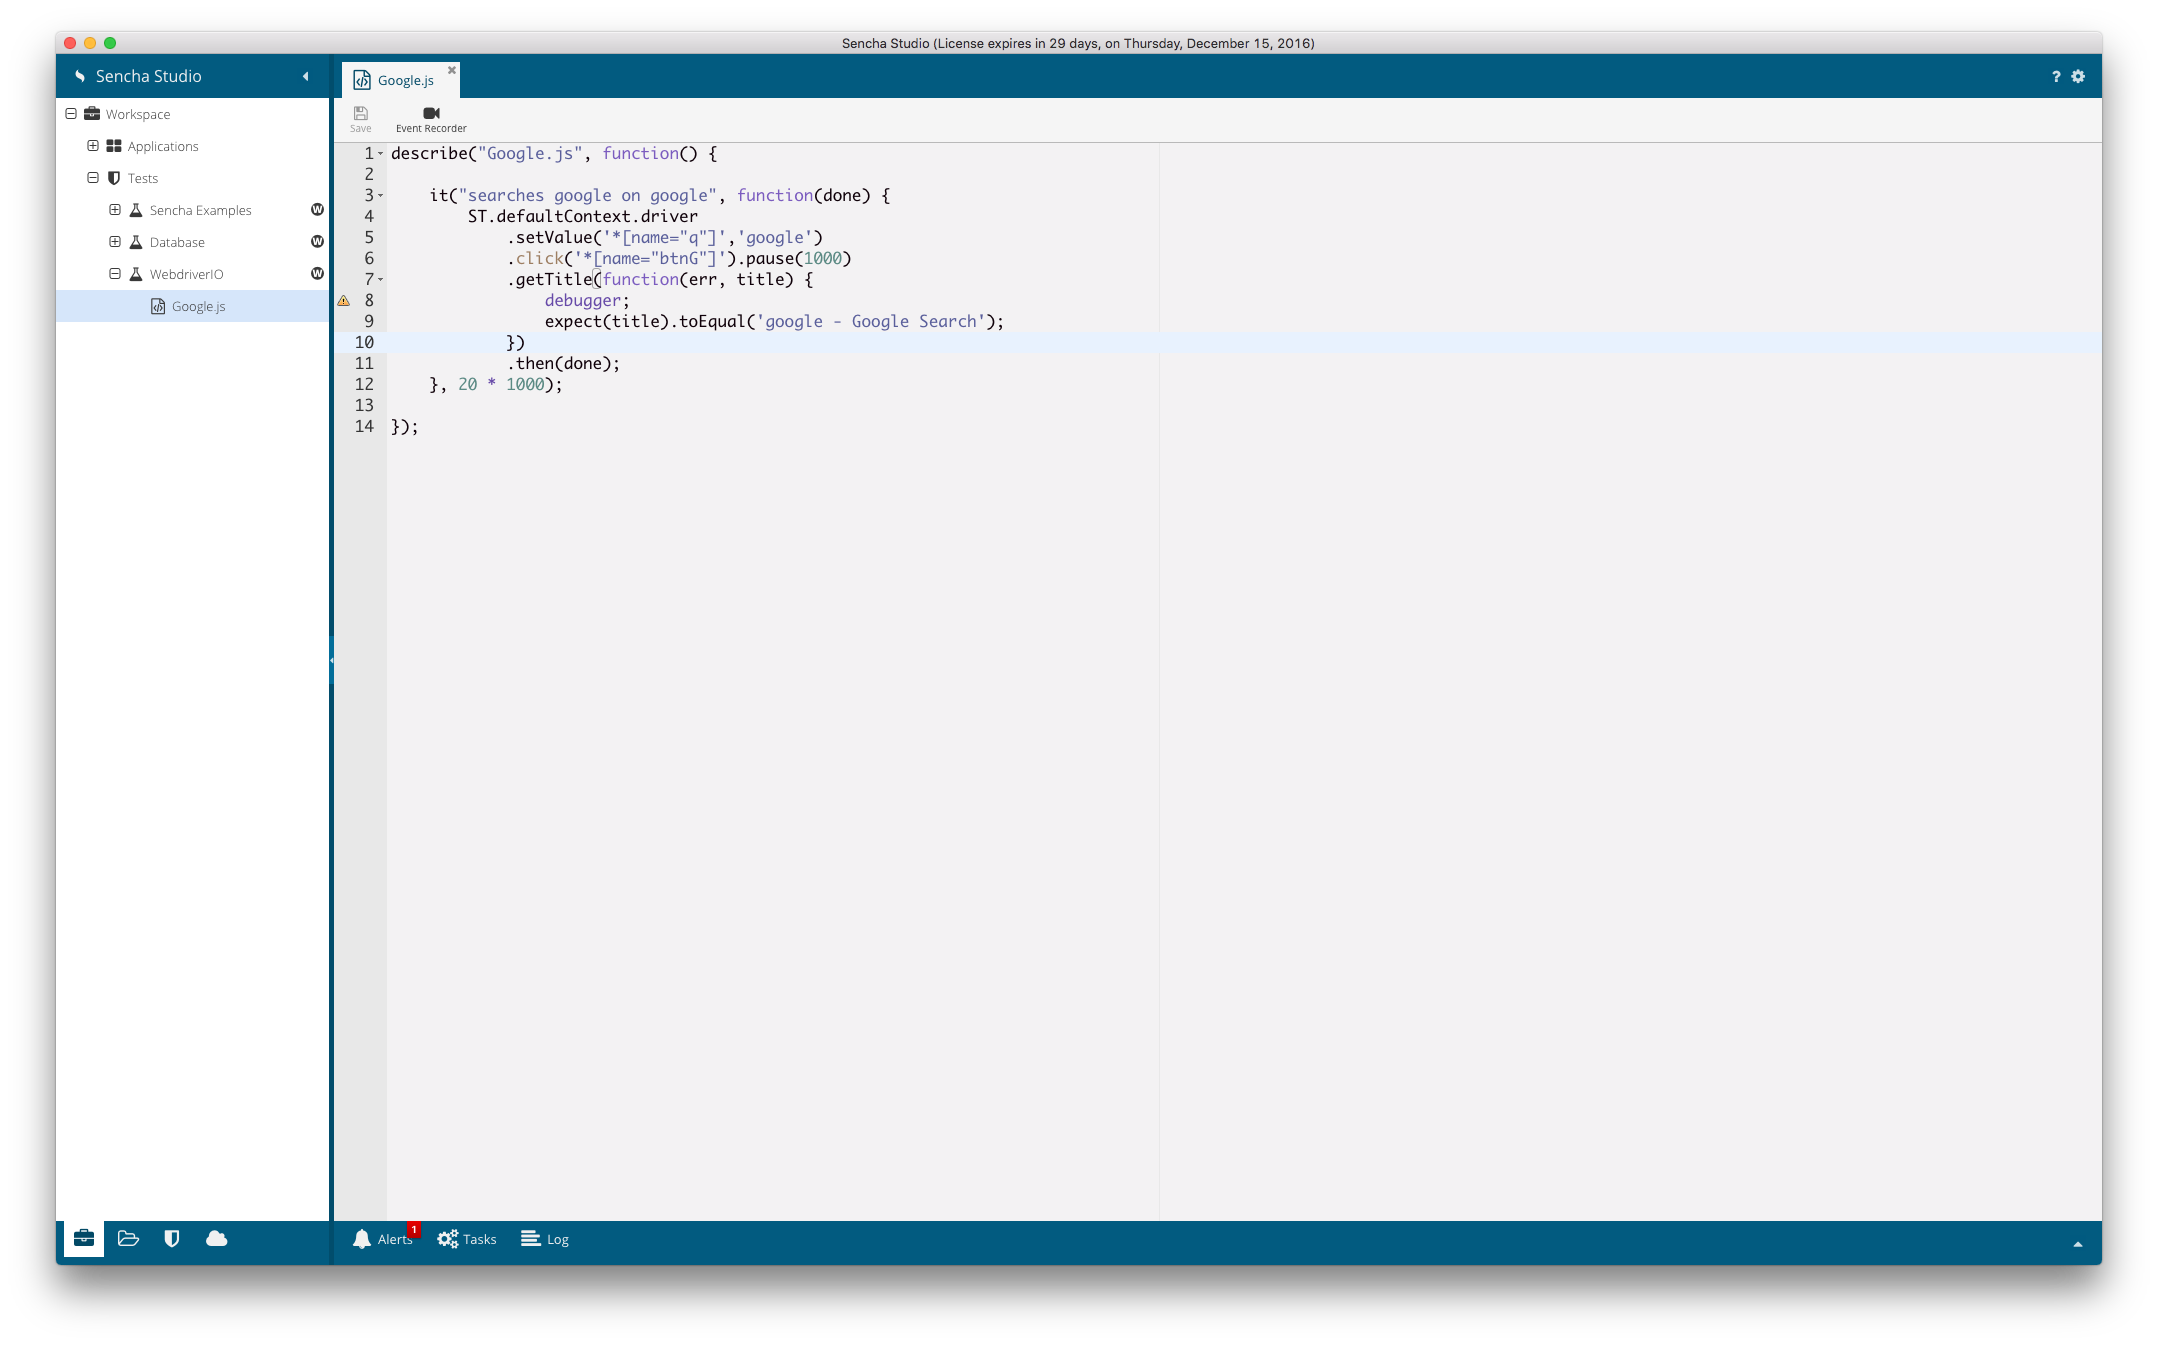 Sencha Studio (License expires in 29 days, on Thursday, December 15, 2016)
Sencha Studio
Google.js
?
Workspace
Applications
Tests
Sencha Examples W
Database W
WebdriverIO W
Google.js
Save
Event Recorder
1 describe("Google.js", function() {
2
3     it("searches google on google", function(done) {
4         ST.defaultContext.driver
5             .setValue('*[name="q"]','google')
6             .click('*[name="btnG"]').pause(1000)
7             .getTitle(function(err, title) {
8                 debugger;
9                 expect(title).toEqual('google - Google Search');
10             })
11             .then(done);
12     }, 20 * 1000);
13
14 });
Alerts 1
Tasks
Log